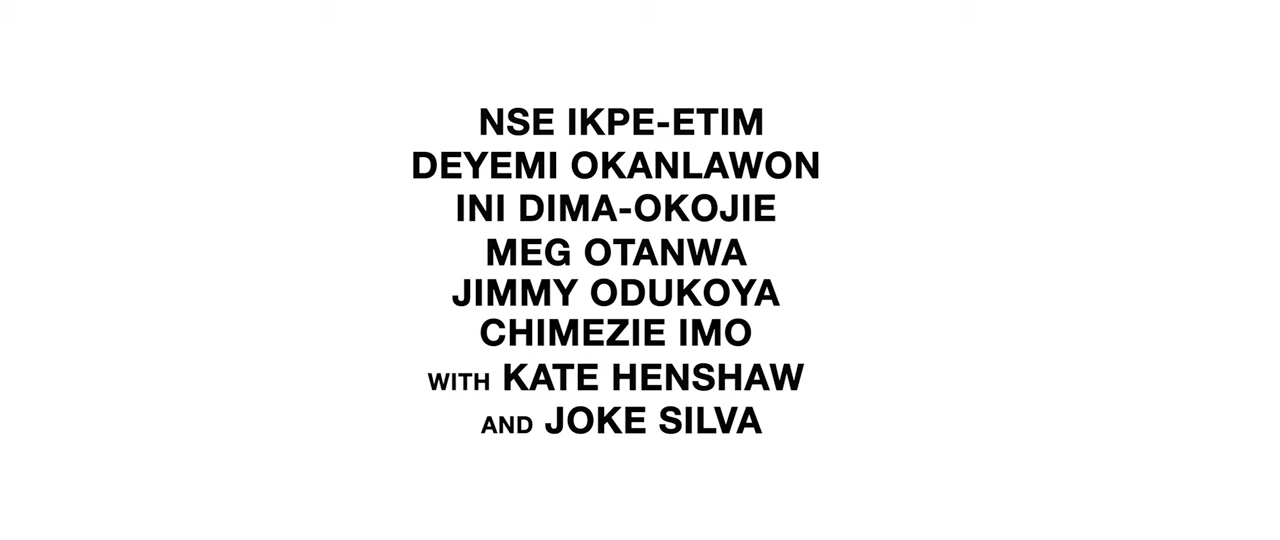 NSE IKPE-ETIM
DEYEMI OKANLAWON
INI DIMA-OKOJIE
MEG OTANWA
JIMMY ODUKOYA
CHIMEZIE IMO
WITH KATE HENSHAW
AND JOKE SILVA